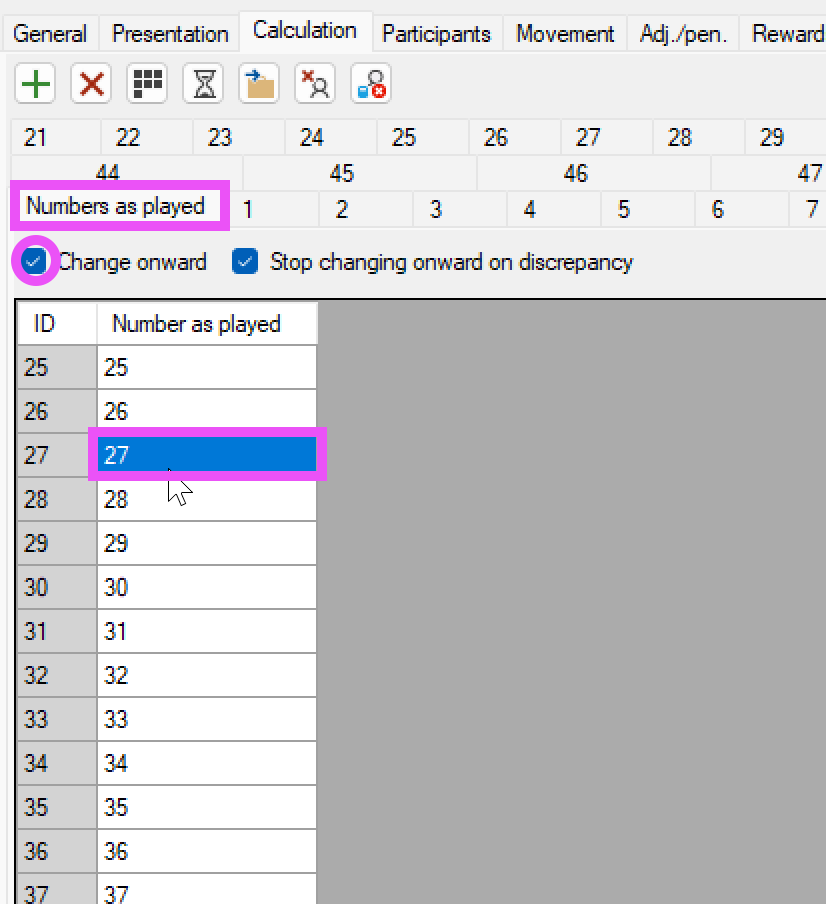 General Presentation Calculation Participants Movement Adj./pen. Reward
21 22 23 24 25 26 27 28 29
44 45 46 47
Numbers as played 1 2 3 4 5 6 7
Change onward Stop changing onward on discrepancy
ID Number as played
25 25
26 26
27 27
28 28
29 29
30 30
31 31
32 32
33 33
34 34
35 35
36 36
37 37